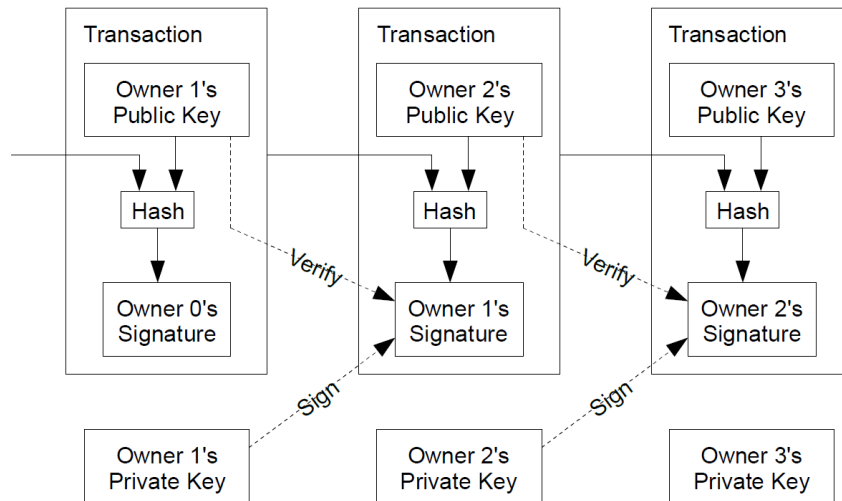 Transaction
Owner 1's
Public Key
Hash
Verify
Owner 0's
Signature
Sign
Owner 1's
Private Key
Transaction
Owner 2's
Public Key
Hash
Verify
Owner 1's
Signature
Sign
Owner 2's
Private Key
Transaction
Owner 3's
Public Key
Hash
Owner 2's
Signature
Owner 3's
Private Key